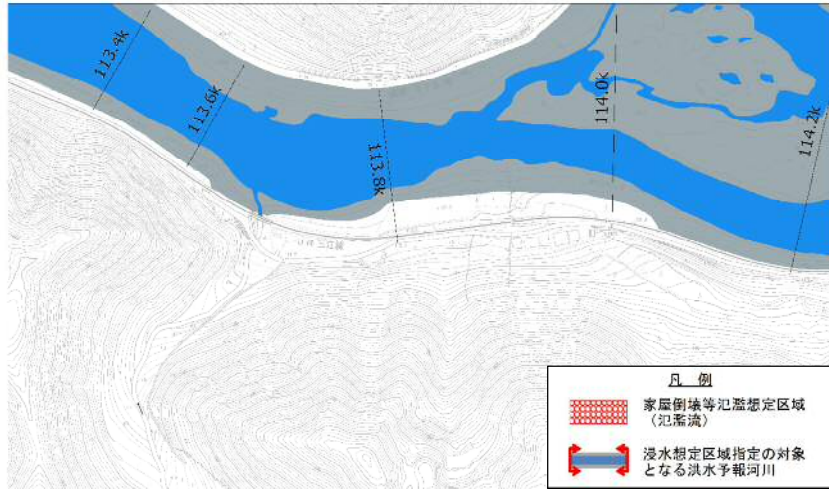 113.4k
113.6k
113.8k
114.0k
114.2k
凡 例
家屋倒壊等氾濫想定区域
（氾濫流）
浸水想定区域指定の対象
となる洪水予報河川